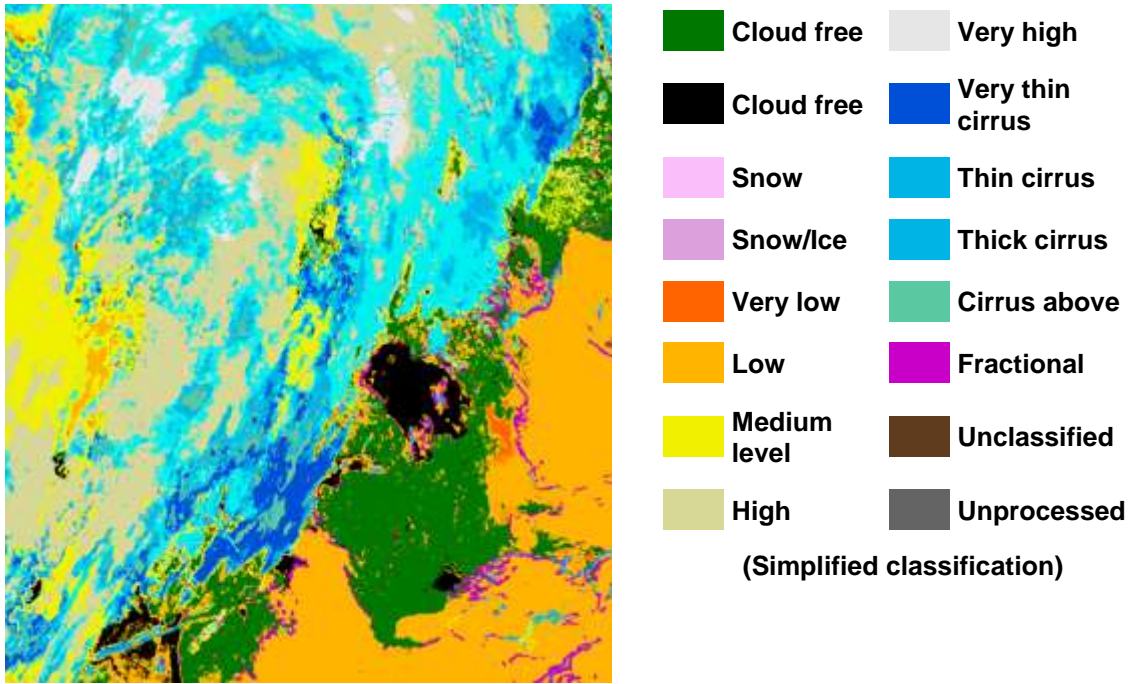 Cloud free
Very high
Cloud free
Very thin
cirrus
Snow
Thin cirrus
Snow/Ice
Thick cirrus
Very low
Cirrus above
Low
Fractional
Medium
level
Unclassified
High
Unprocessed
(Simplified classification)